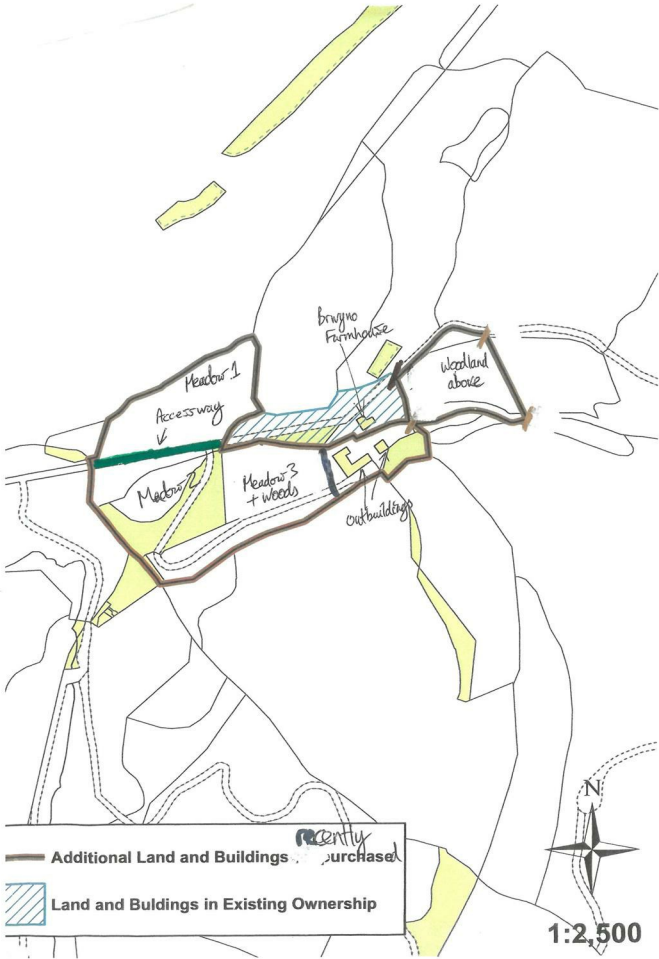 Brwyno
Farmhouse
Meadow 1
Woodland
above
Accessway
Meadow 2
Meadow 3
+ Woods
Outbuildings
N
recently
Additional Land and Buildings purchased
Land and Buldings in Existing Ownership
1:2,500